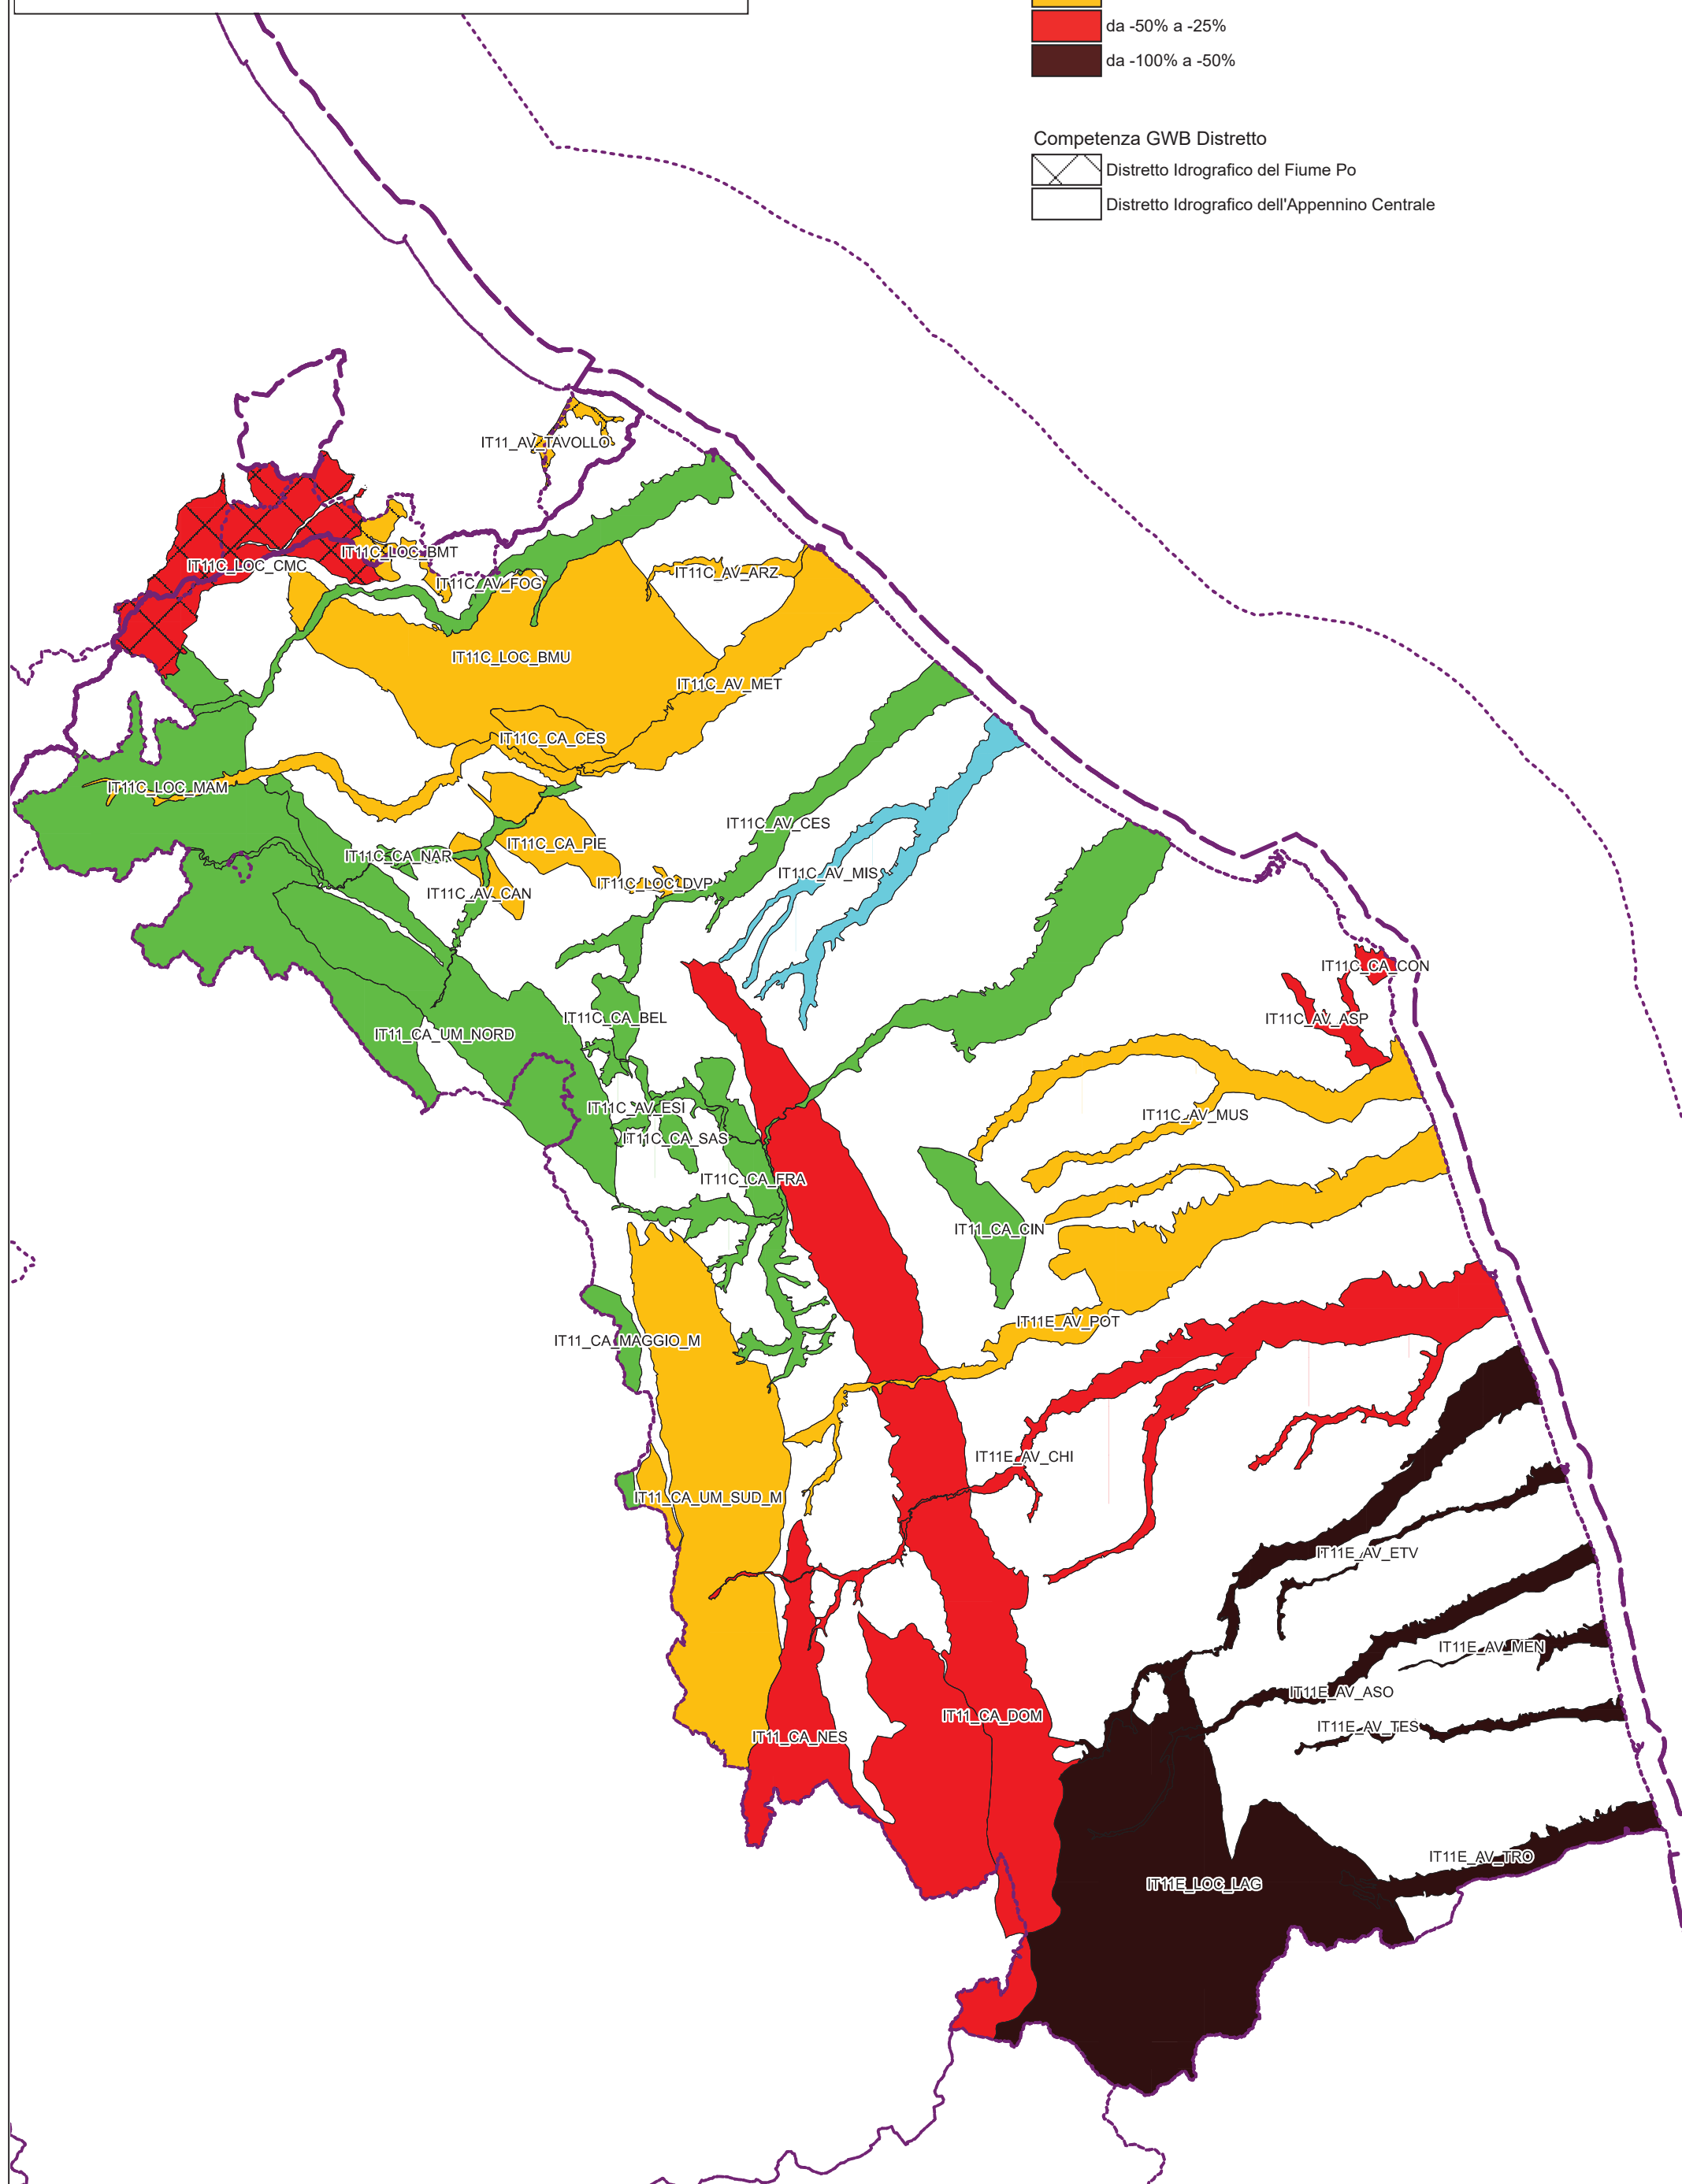 da -50% a -25%
da -100% a -50%
Competenza GWB Distretto
Distretto Idrografico del Fiume Po
Distretto Idrografico dell'Appennino Centrale
IT11_AV_TAVOLLO
IT11C_LOC_BMT
IT11C_LOC_CMC
IT11C_AV_FOG
IT11C_AV_ARZ
IT11C_LOC_BMU
IT11C_AV_MET
IT11C_CA_CES
IT11C_LOC_MAM
IT11C_AV_CES
IT11C_CA_PIE
IT11C_CA_NAR
IT11C_AV_MIS
IT11C_LOC_DVP
IT11C_AV_CAN
IT11C_CA_CON
IT11C_CA_BEL
IT11C_AV_ASP
IT11_CA_UM_NORD
IT11C_AV_ESI
IT11C_AV_MUS
IT11C_CA_SAS
IT11C_CA_FRA
IT11_CA_CIN
IT11E_AV_POT
IT11_CA_MAGGIO_M
IT11E_AV_CHI
IT11_CA_UM_SUD_M
IT11E_AV_ETV
IT11E_AV_MEN
IT11E_AV_ASO
IT11_CA_DOM
IT11E_AV_TES
IT11_CA_NES
IT11E_AV_TRO
IT11E_LOC_LAG